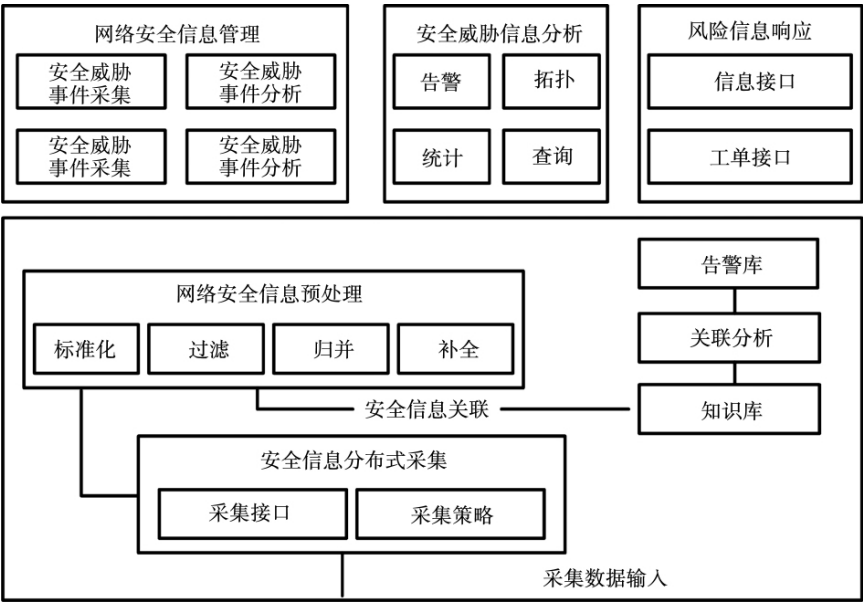 网络安全信息管理
安全威胁
事件采集
安全威胁
事件分析
安全威胁
事件采集
安全威胁
事件分析
安全威胁信息分析
告警
拓扑
统计
查询
风险信息响应
信息接口
工单接口
网络安全信息预处理
标准化
过滤
归并
补全
告警库
关联分析
知识库
安全信息关联
安全信息分布式采集
采集接口
采集策略
采集数据输入